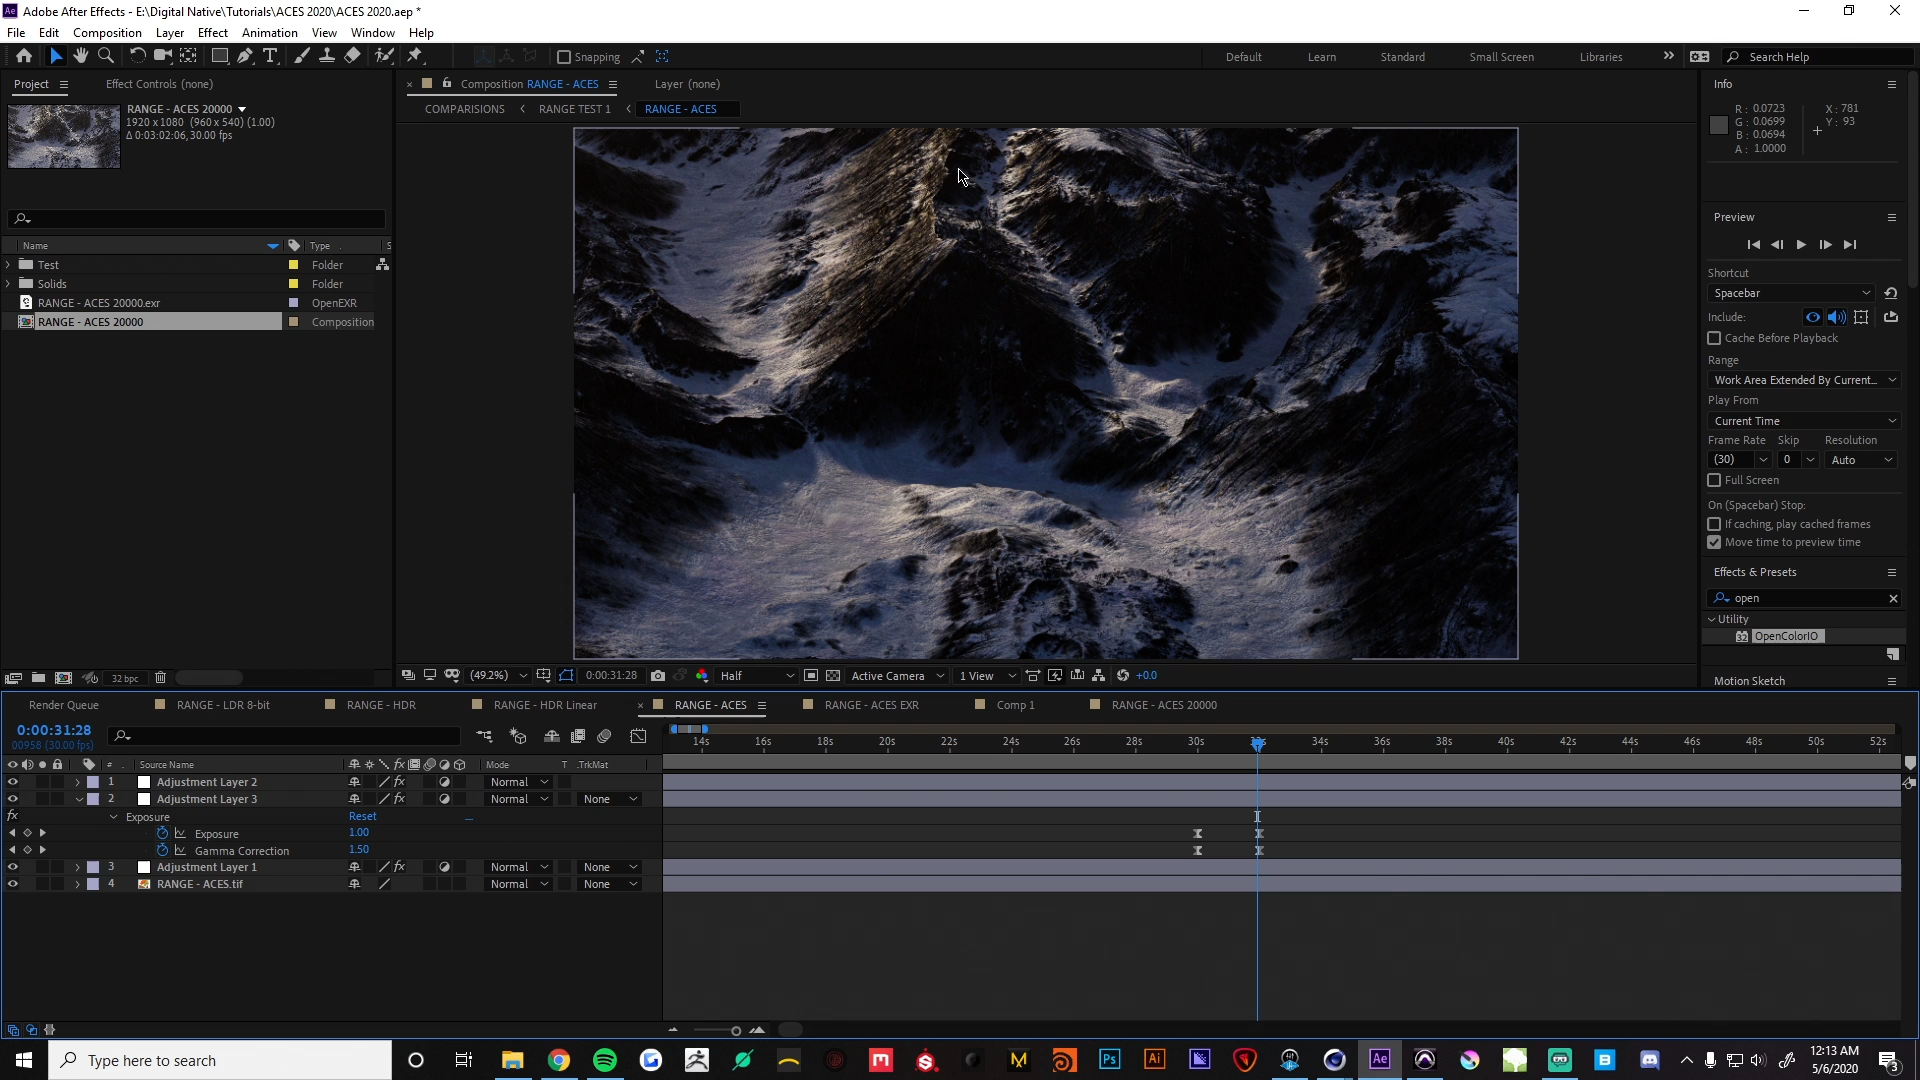 Adobe After Effects - E:\Digital Native\Tutorials\ACES 2020\ACES 2020.aep *
File Edit Composition Layer Effect Animation View Window Help
Snapping Default Learn Standard Small Screen Libraries Search Help
Project Effect Controls (none)
RANGE - ACES 20000
1920 x 1080 (960 x 540) (1.00)
Δ 0:03:02:06, 30.00 fps
Name Type S
Test Folder
Solids Folder
RANGE - ACES 20000.exr OpenEXR
RANGE - ACES 20000 Composition
32 bpc
Composition RANGE - ACES Layer (none)
COMPARISIONS RANGE TEST 1 RANGE - ACES
(49.2%) 0:00:31:28 Half Active Camera 1 View +0.0
Info
R: 0.0723 X: 781
G: 0.0699 Y: 93
B: 0.0694
A: 1.0000
Preview
Shortcut
Spacebar
Include:
Cache Before Playback
Range
Work Area Extended By Current...
Play From
Current Time
Frame Rate Skip Resolution
(30) 0 Auto
Full Screen
On (Spacebar) Stop:
If caching, play cached frames
Move time to preview time
Effects & Presets
open
Utility
32 OpenColorIO
Motion Sketch
Render Queue RANGE - LDR 8-bit RANGE - HDR RANGE - HDR Linear RANGE - ACES RANGE - ACES EXR Comp 1 RANGE - ACES 20000
0:00:31:28
00958 (30.00 fps)
14s 16s 18s 20s 22s 24s 26s 28s 30s 34s 36s 38s 40s 42s 44s 46s 48s 50s 52s
# Source Name fx Mode T .TrkMat
1 Adjustment Layer 2 fx Normal
2 Adjustment Layer 3 fx Normal None
fx Exposure Reset
Exposure 1.00
Gamma Correction 1.50
3 Adjustment Layer 1 fx Normal None
4 RANGE - ACES.tif Normal None
Type here to search
Ps Ai Ae B
12:13 AM
5/6/2020
3